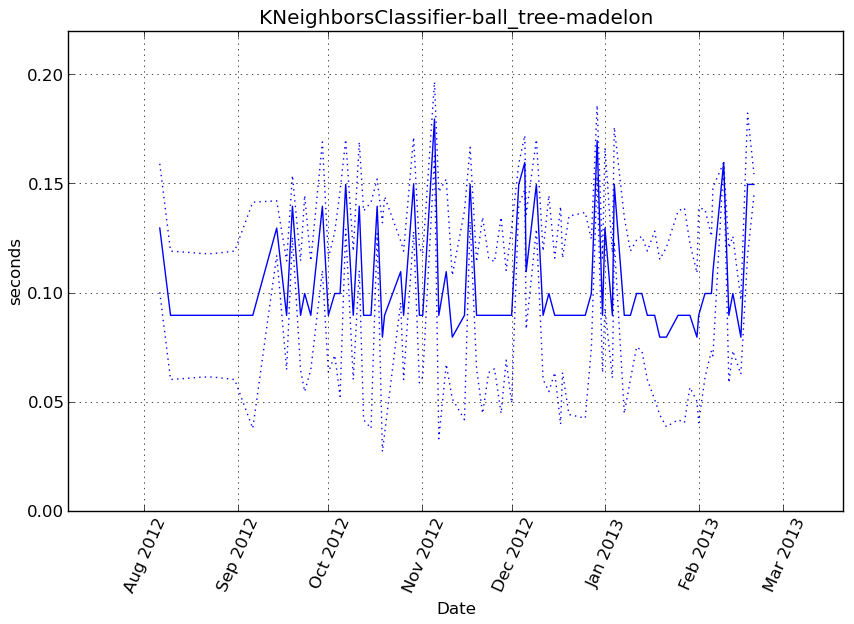 KNeighborsClassifier-ball_tree-madelon
0.20
0.15
0.10
0.05
0.00
seconds
Aug 2012
Sep 2012
Oct 2012
Nov 2012
Dec 2012
Jan 2013
Feb 2013
Mar 2013
Date